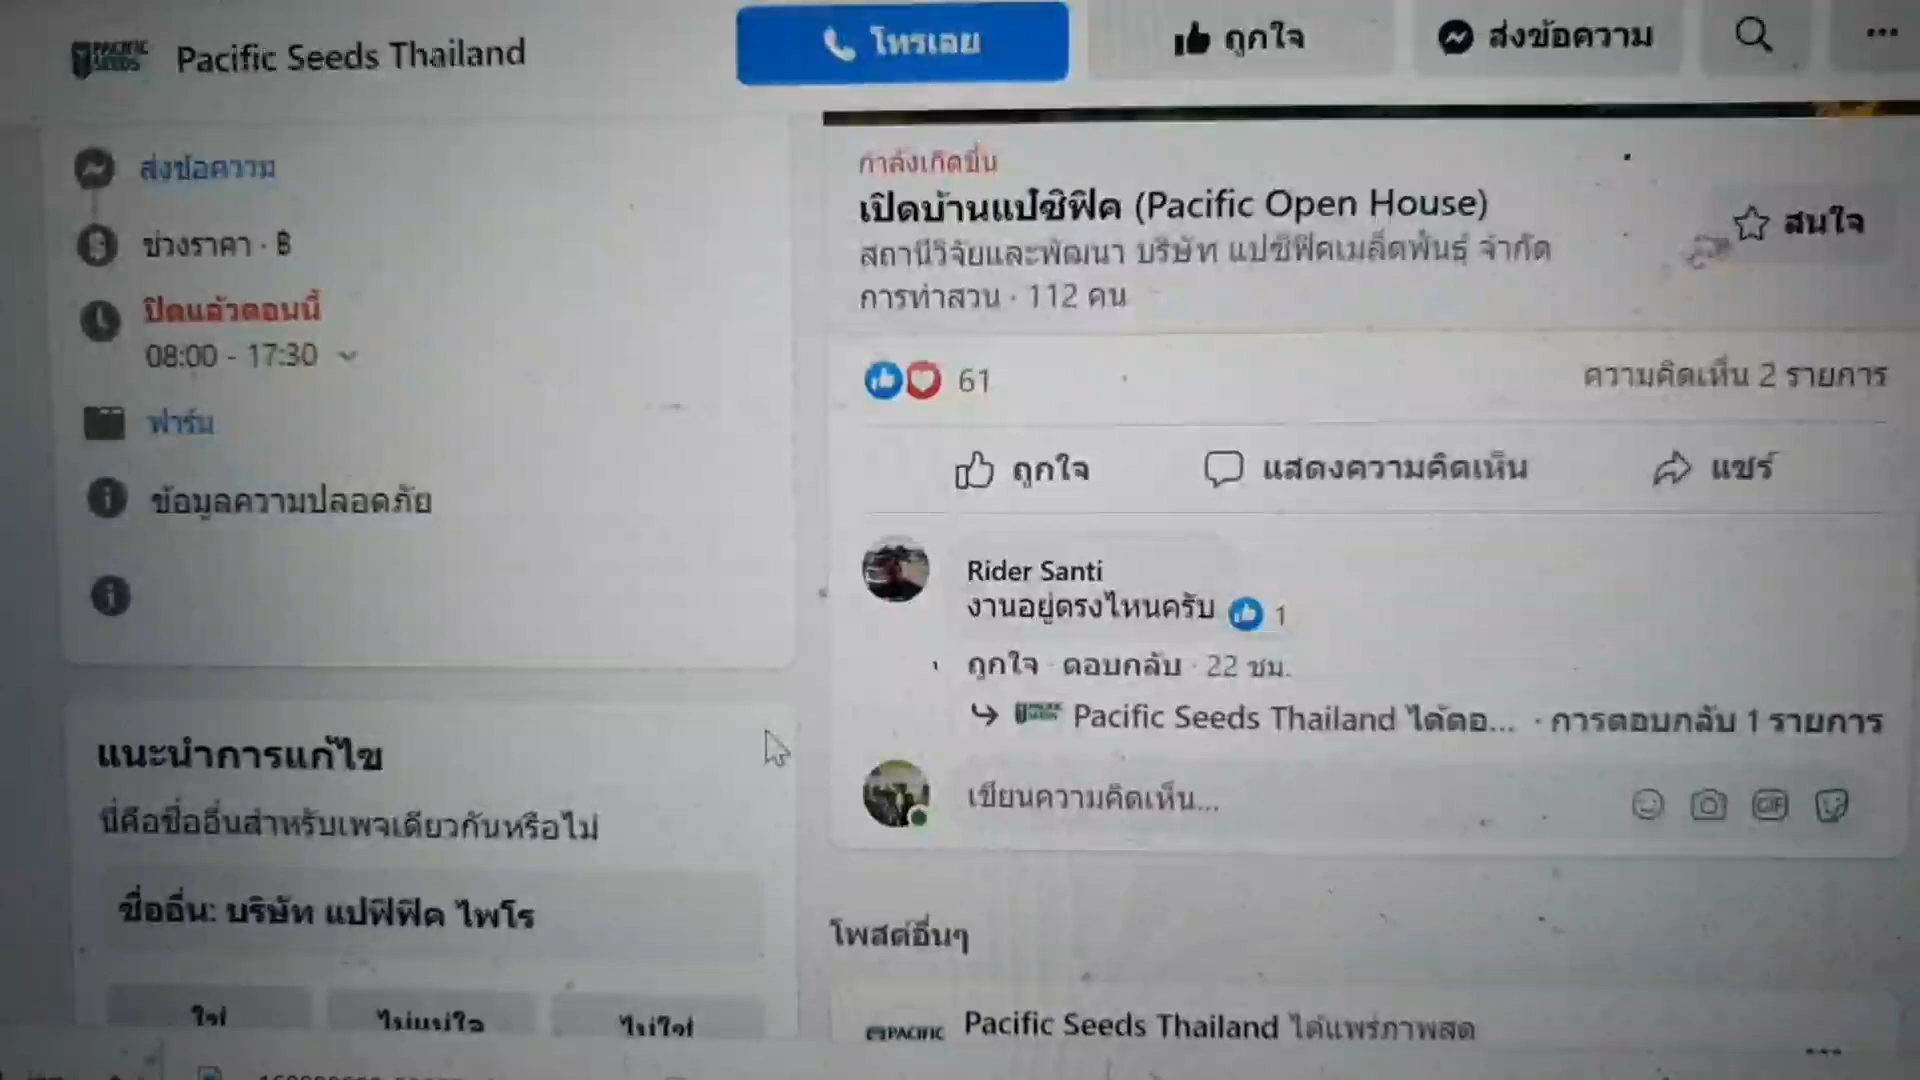 PACIFIC SEEDS
Pacific Seeds Thailand
โทรเลย
ถูกใจ
ส่งข้อความ
ส่งข้อความ
ช่วงราคา · ฿
ปิดแล้วตอนนี้
08:00 - 17:30
ฟาร์ม
ข้อมูลความปลอดภัย
แนะนำการแก้ไข
นี่คือชื่ออื่นสำหรับเพจเดียวกันหรือไม่
ชื่ออื่น: บริษัท แปฟิฟิค ไพโร
ใช่
ไม่แน่ใจ
ไม่ใช่
กำลังเกิดขึ้น
เปิดบ้านแป๋ซิฟิค (Pacific Open House)
สถานีวิจัยและพัฒนา บริษัท แปซิฟิคเมล็ดพันธุ์ จำกัด
การทำสวน · 112 คน
สนใจ
61
ความคิดเห็น 2 รายการ
ถูกใจ
แสดงความคิดเห็น
แชร์
Rider Santi
งานอยู่ตรงไหนครับ 1
ถูกใจ · ตอบกลับ · 22 ชม.
Pacific Seeds Thailand ได้ตอ... · การตอบกลับ 1 รายการ
เขียนความคิดเห็น...
GIF
โพสต์อื่นๆ
PACIFIC
Pacific Seeds Thailand ได้แพร่ภาพสด